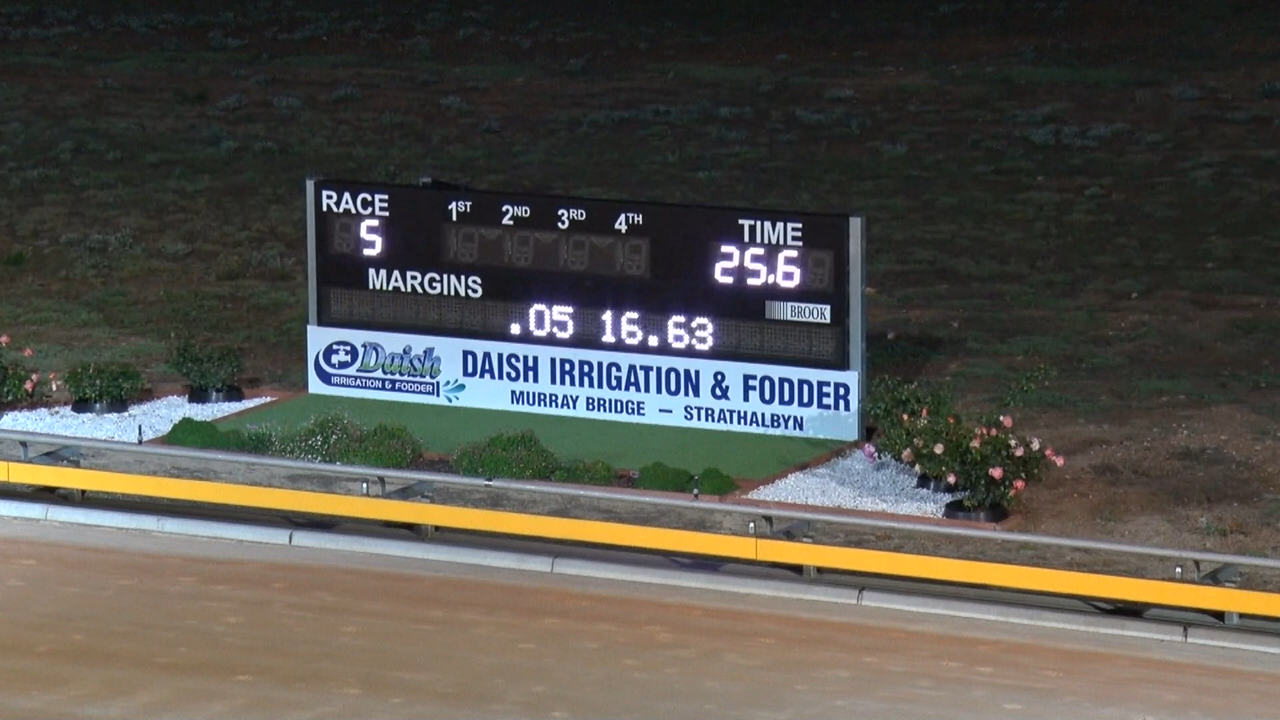 RACE 1ST 2ND 3RD 4TH TIME
5 25.6
MARGINS
BROOK
.05 16.63
Daish
IRRIGATION & FODDER
DAISH IRRIGATION & FODDER
MURRAY BRIDGE — STRATHALBYN